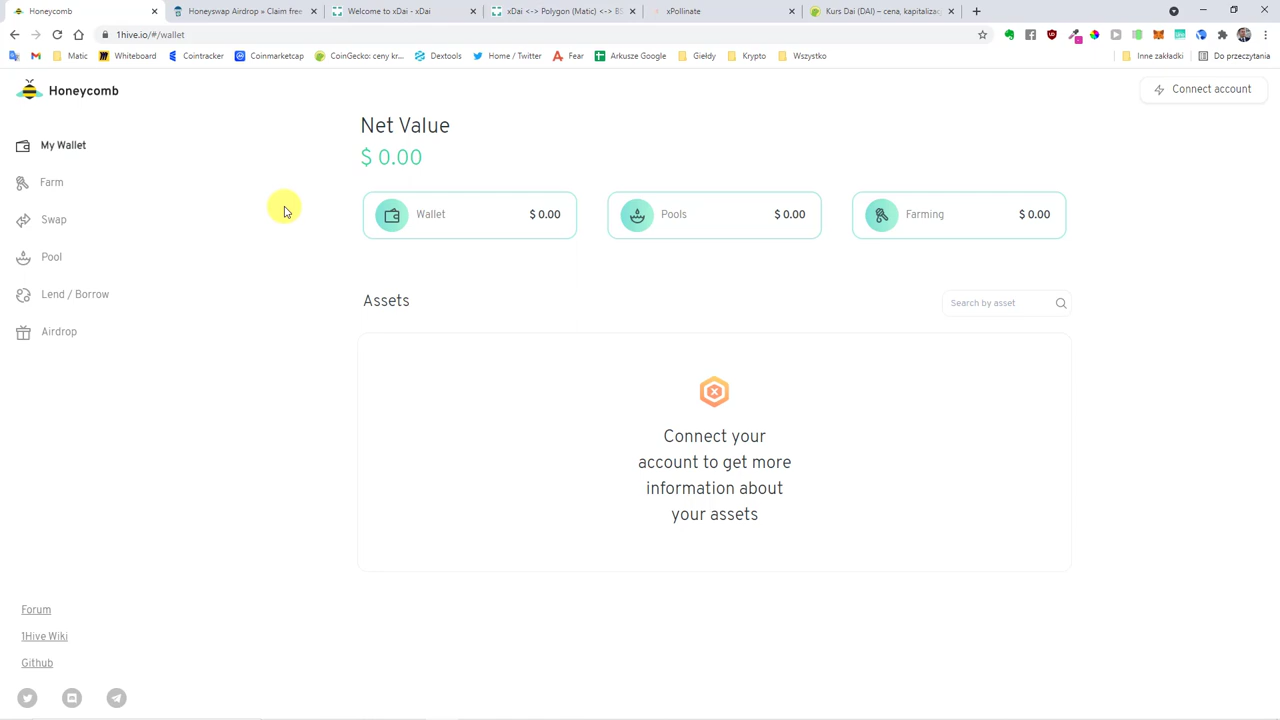 Honeycomb
Honeyswap Airdrop » Claim free
Welcome to xDai - xDai
xDai <-> Polygon (Matic) <-> BS
xPollinate
Kurs Dai (DAI) – cena, kapitalizac
1hive.io/#/wallet
Matic
Whiteboard
Cointracker
Coinmarketcap
CoinGecko: ceny kr...
Dextools
Home / Twitter
Fear
Arkusze Google
Giełdy
Krypto
Wszystko
Inne zakładki
Do przeczytania
Honeycomb
Connect account
My Wallet
Farm
Swap
Pool
Lend / Borrow
Airdrop
Net Value
$ 0.00
Wallet $ 0.00
Pools $ 0.00
Farming $ 0.00
Assets
Search by asset
Connect your
account to get more
information about
your assets
Forum
1Hive Wiki
Github